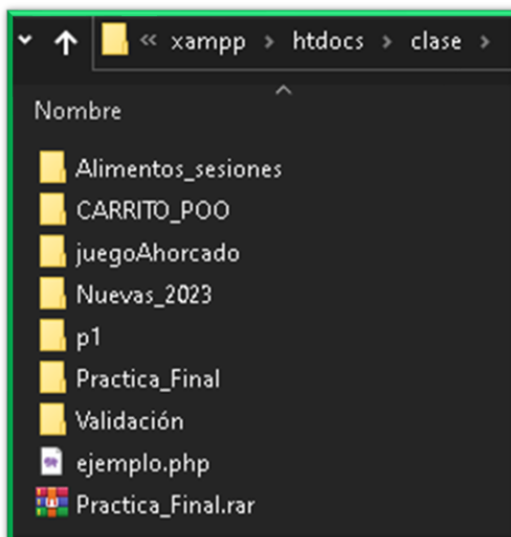 « xampp > htdocs > clase >
Nombre
Alimentos_sesiones
CARRITO_POO
juegoAhorcado
Nuevas_2023
p1
Practica_Final
Validación
ejemplo.php
Practica_Final.rar